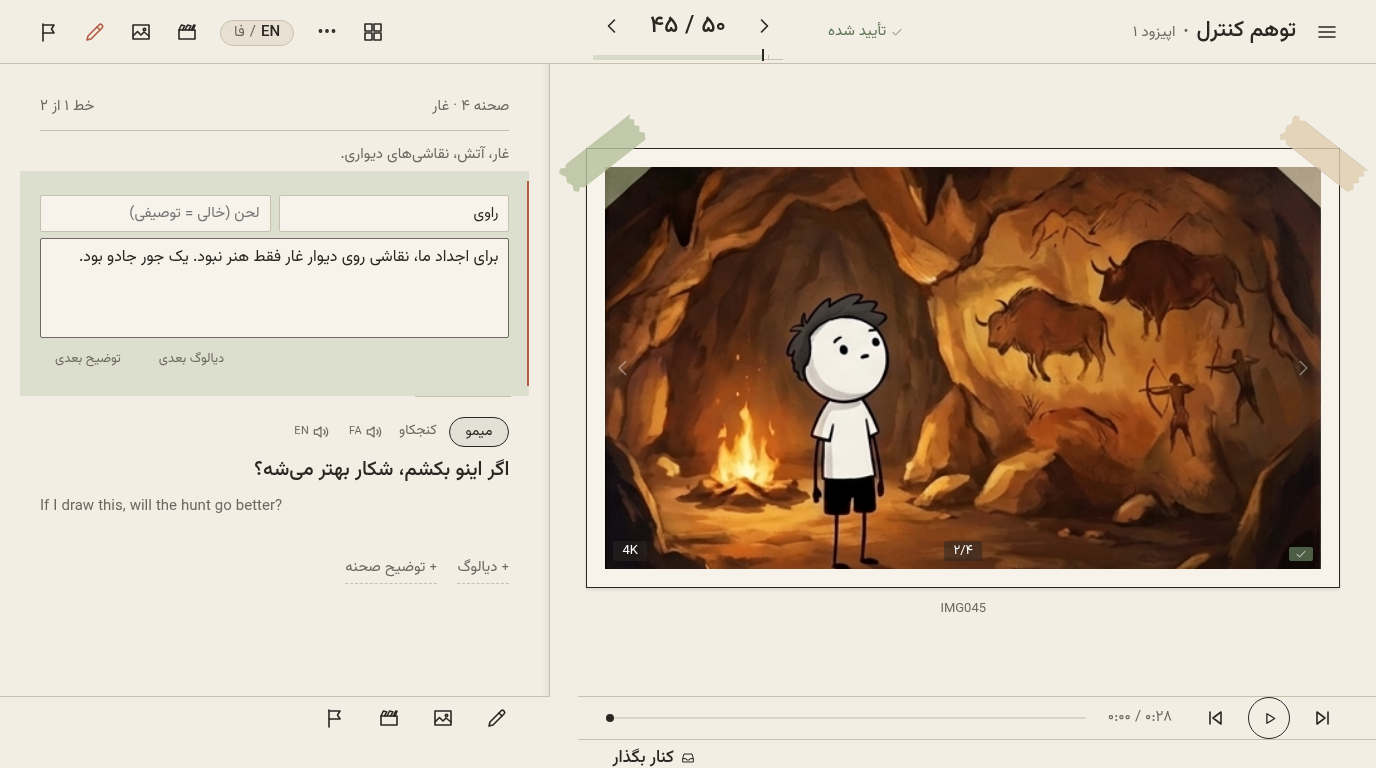 توهم کنترل • اپیزود ۱
تأیید شده
۴۵ / ۵۰
EN / فا
صحنه ۴ · غار
خط ۱ از ۲
غار، آتش، نقاشی‌های دیواری.
راوی
لحن (خالی = توصیفی)
برای اجداد ما، نقاشی روی دیوار غار فقط هنر نبود. یک جور جادو بود.
دیالوگ بعدی
توضیح بعدی
میمو
کنجکاو
FA
EN
اگر اینو بکشم، شکار بهتر می‌شه؟
If I draw this, will the hunt go better?
+ دیالوگ
+ توضیح صحنه
4K
۲/۴
IMG045
۰:۰۰ / ۰:۲۸
کنار بگذار